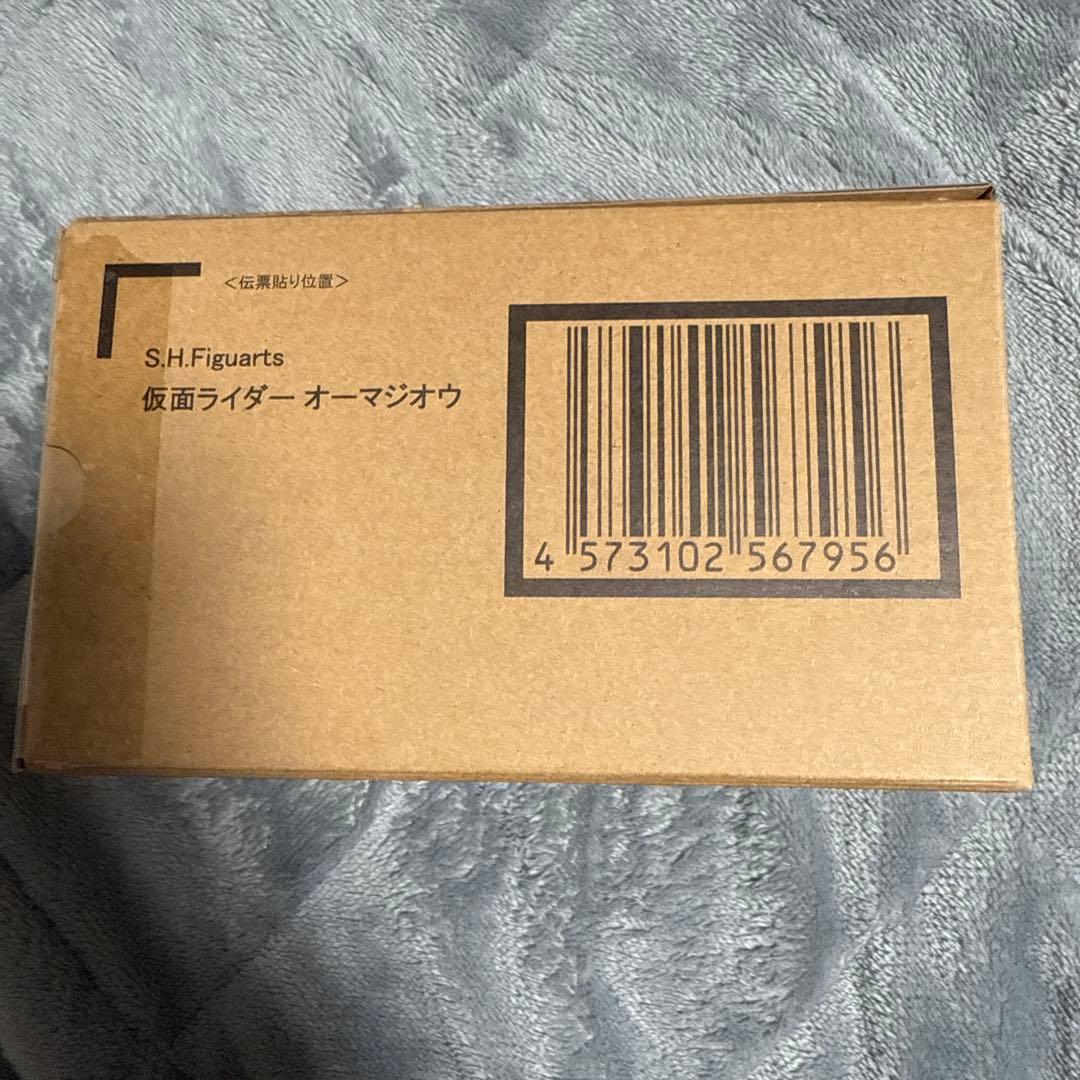 <伝票貼り位置>
S.H.Figuarts
仮面ライダー オーマジオウ
4 573102 567956